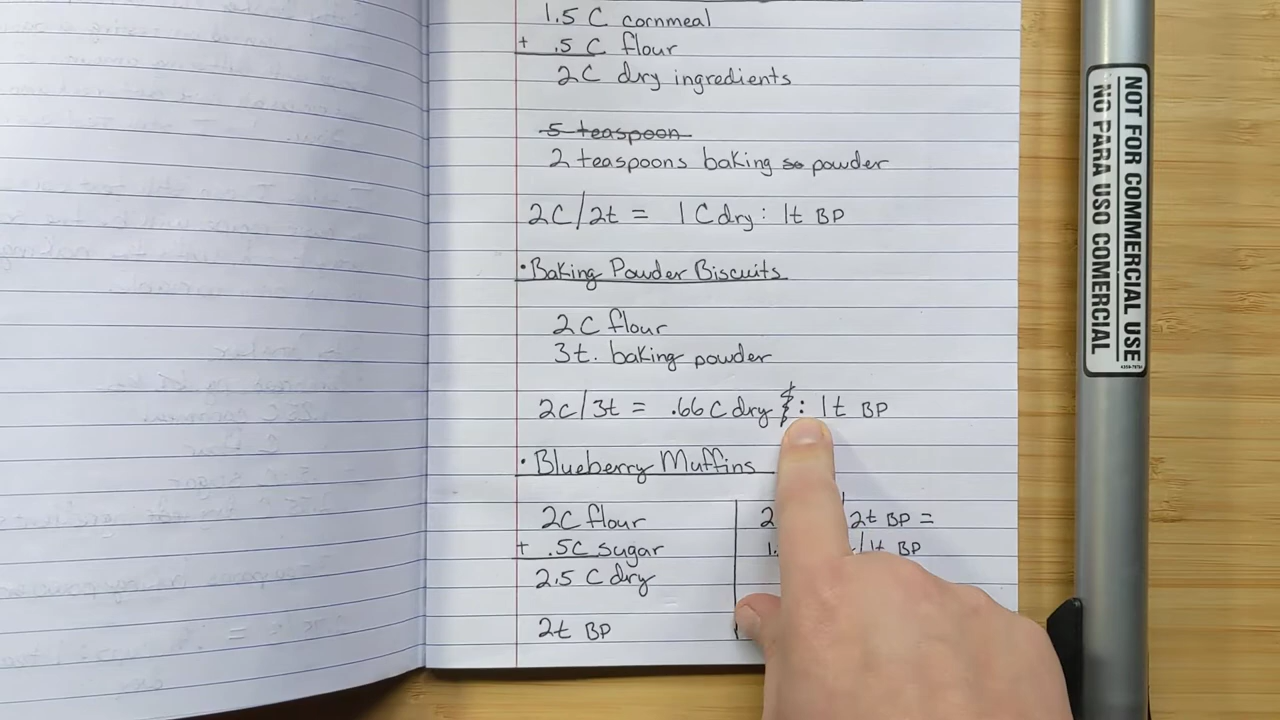 1.5 C cornmeal
+ .5 C flour
2C dry ingredients
5 teaspoon
2 teaspoons baking so powder
2C/2t = 1 C dry : 1t BP
· Baking Powder Biscuits
2C flour
3t. baking powder
2C/3t = .66 C dry : 1t BP
· Blueberry Muffins
2C flour
+ .5C sugar
2.5 C dry
2t BP
2 2t BP =
1. /1t BP
NOT FOR COMMERCIAL USE
NO PARA USO COMERCIAL